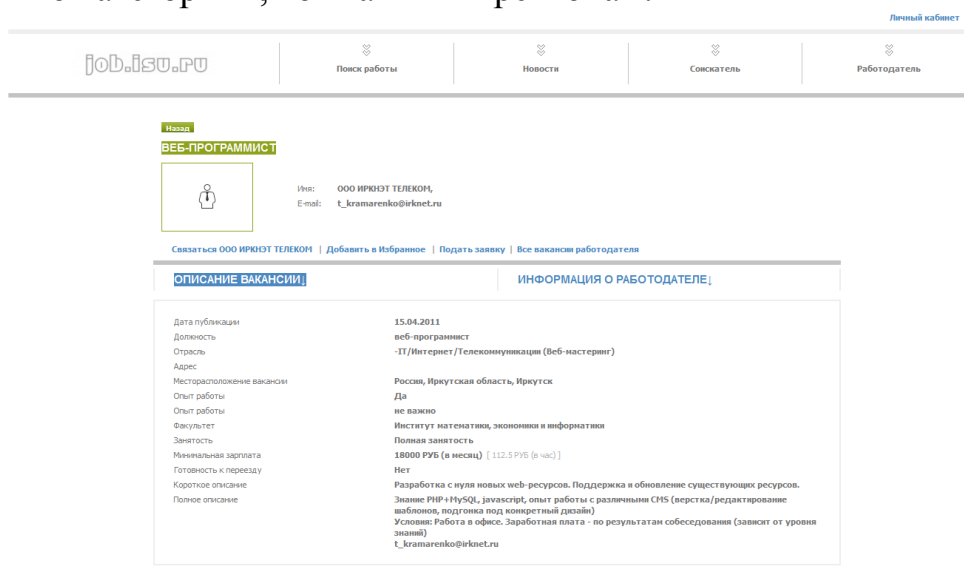 Личный кабинет
job.isu.ru
Поиск работы
Новости
Соискатель
Работодатель
Назад
ВЕБ-ПРОГРАММИСТ
Имя: ООО ИРКНЭТ ТЕЛЕКОМ,
E-mail: t_kramarenko@irknet.ru
Связаться ООО ИРКНЭТ ТЕЛЕКОМ | Добавить в Избранное | Подать заявку | Все вакансии работодателя
ОПИСАНИЕ ВАКАНСИИ↓ ИНФОРМАЦИЯ О РАБОТОДАТЕЛЕ↓
Дата публикации 15.04.2011
Должность веб-программист
Отрасль -IT/Интернет/Телекоммуникации (Веб-мастеринг)
Адрес
Месторасположение вакансии Россия, Иркутская область, Иркутск
Опыт работы Да
Опыт работы не важно
Факультет Институт математики, экономики и информатики
Занятость Полная занятость
Минимальная зарплата 18000 РУБ (в месяц) [ 112.5 РУБ (в час) ]
Готовность к переезду Нет
Короткое описание Разработка с нуля новых web-ресурсов. Поддержка и обновление существующих ресурсов.
Полное описание Знание PHP+MySQL, javascript, опыт работы с различными CMS (верстка/редактирование
шаблонов, подгонка под конкретный дизайн)
Условия: Работа в офисе. Заработная плата - по результатам собеседования (зависит от уровня
знаний)
t_kramarenko@irknet.ru